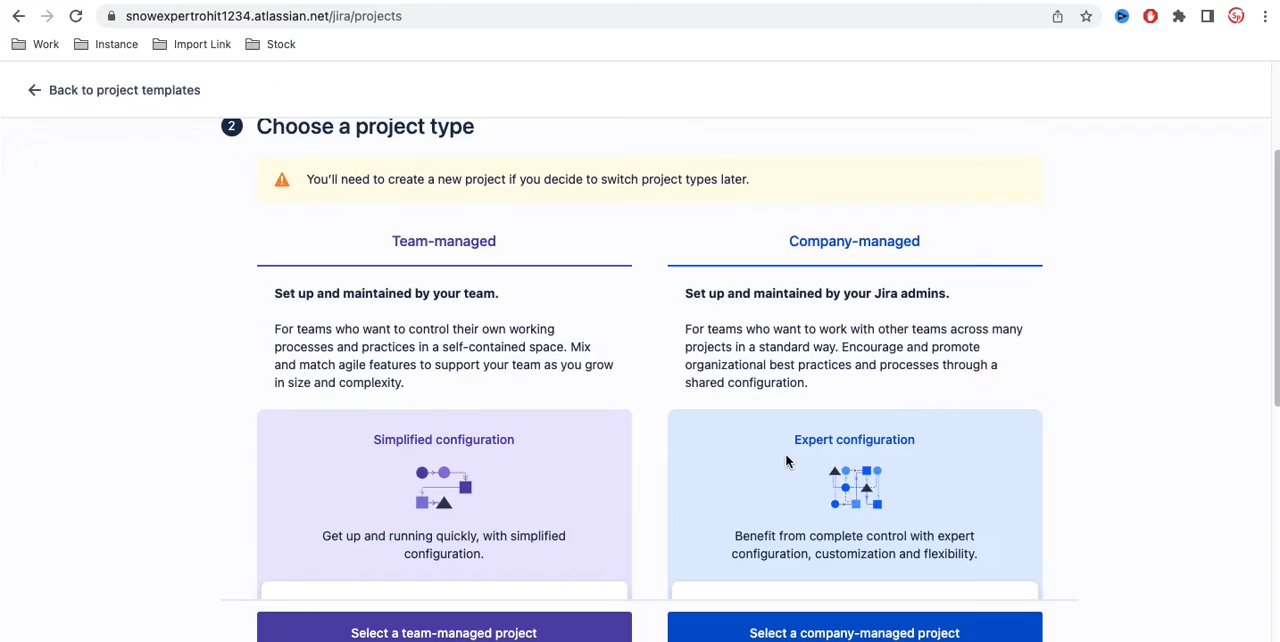 snowexpertrohit1234.atlassian.net/jira/projects
Sp
Work
Instance
Import Link
Stock
Back to project templates
2 Choose a project type
You'll need to create a new project if you decide to switch project types later.
Team-managed
Set up and maintained by your team.
For teams who want to control their own working
processes and practices in a self-contained space. Mix
and match agile features to support your team as you grow
in size and complexity.
Simplified configuration
Get up and running quickly, with simplified
configuration.
Select a team-managed project
Company-managed
Set up and maintained by your Jira admins.
For teams who want to work with other teams across many
projects in a standard way. Encourage and promote
organizational best practices and processes through a
shared configuration.
Expert configuration
Benefit from complete control with expert
configuration, customization and flexibility.
Select a company-managed project